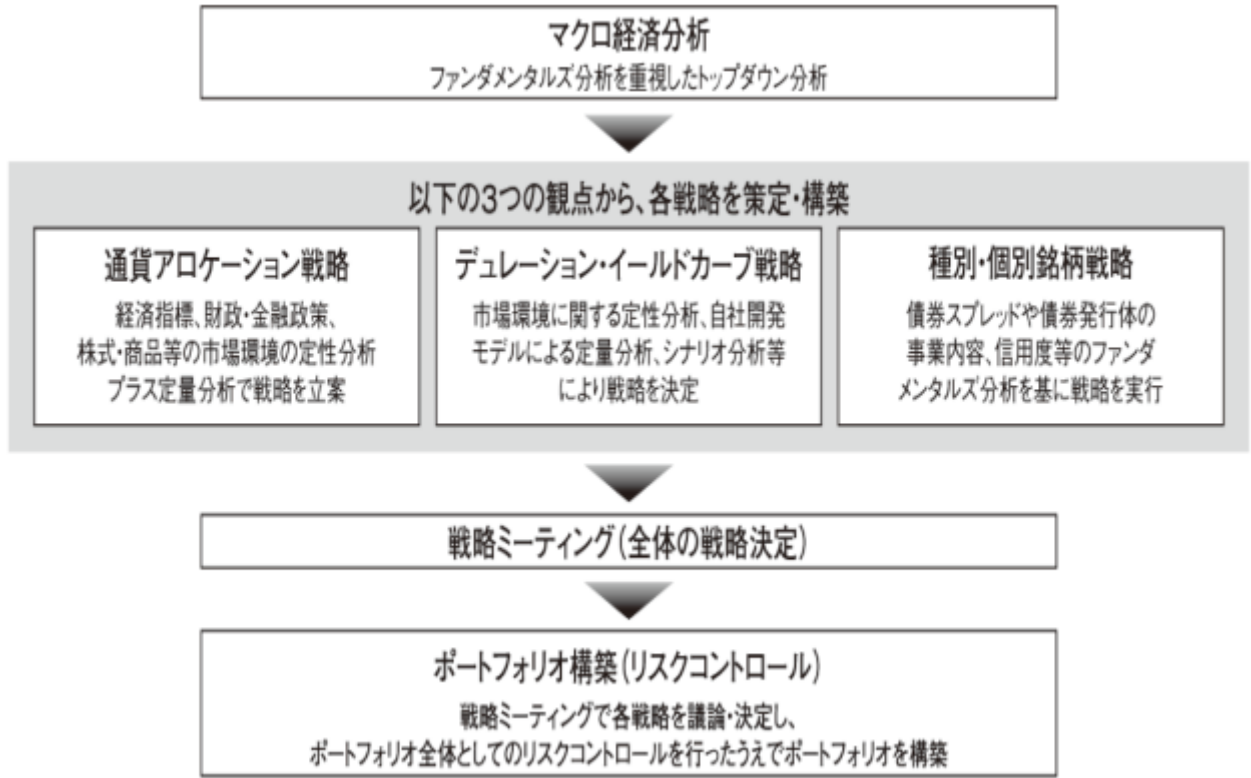 マクロ経済分析
ファンダメンタルズ分析を重視したトップダウン分析
以下の3つの観点から、各戦略を策定・構築
通貨アロケーション戦略
経済指標、財政・金融政策、
株式・商品等の市場環境の定性分析
プラス定量分析で戦略を立案
デュレーション・イールドカーブ戦略
市場環境に関する定性分析、自社開発
モデルによる定量分析、シナリオ分析等
により戦略を決定
種別・個別銘柄戦略
債券スプレッドや債券発行体の
事業内容、信用度等のファンダ
メンタルズ分析を基に戦略を実行
戦略ミーティング(全体の戦略決定)
ポートフォリオ構築(リスクコントロール)
戦略ミーティングで各戦略を議論・決定し、
ポートフォリオ全体としてのリスクコントロールを行ったうえでポートフォリオを構築